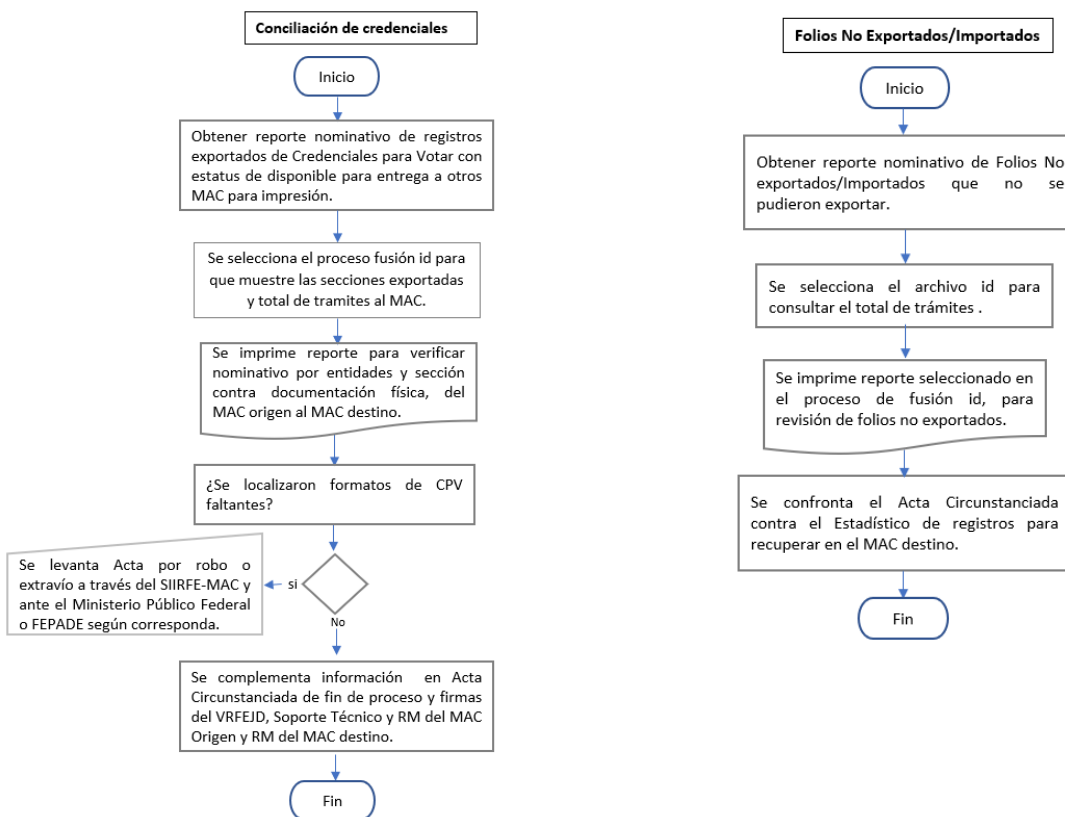 Conciliación de credenciales
Inicio
Obtener reporte nominativo de registros
exportados de Credenciales para Votar con
estatus de disponible para entrega a otros
MAC para impresión.
Se selecciona el proceso fusión id para
que muestre las secciones exportadas
y total de tramites al MAC.
Se imprime reporte para verificar
nominativo por entidades y sección
contra documentación física, del
MAC origen al MAC destino.
¿Se localizaron formatos de CPV
faltantes?
si
Se levanta Acta por robo o
extravío a través del SIIRFE-MAC y
ante el Ministerio Público Federal
o FEPADE según corresponda.
No
Se complementa información en Acta
Circunstanciada de fin de proceso y firmas
del VRFEJD, Soporte Técnico y RM del MAC
Origen y RM del MAC destino.
Fin
Folios No Exportados/Importados
Inicio
Obtener reporte nominativo de Folios No
exportados/Importados que no se
pudieron exportar.
Se selecciona el archivo id para
consultar el total de trámites .
Se imprime reporte seleccionado en
el proceso de fusión id, para
revisión de folios no exportados.
Se confronta el Acta Circunstanciada
contra el Estadístico de registros para
recuperar en el MAC destino.
Fin